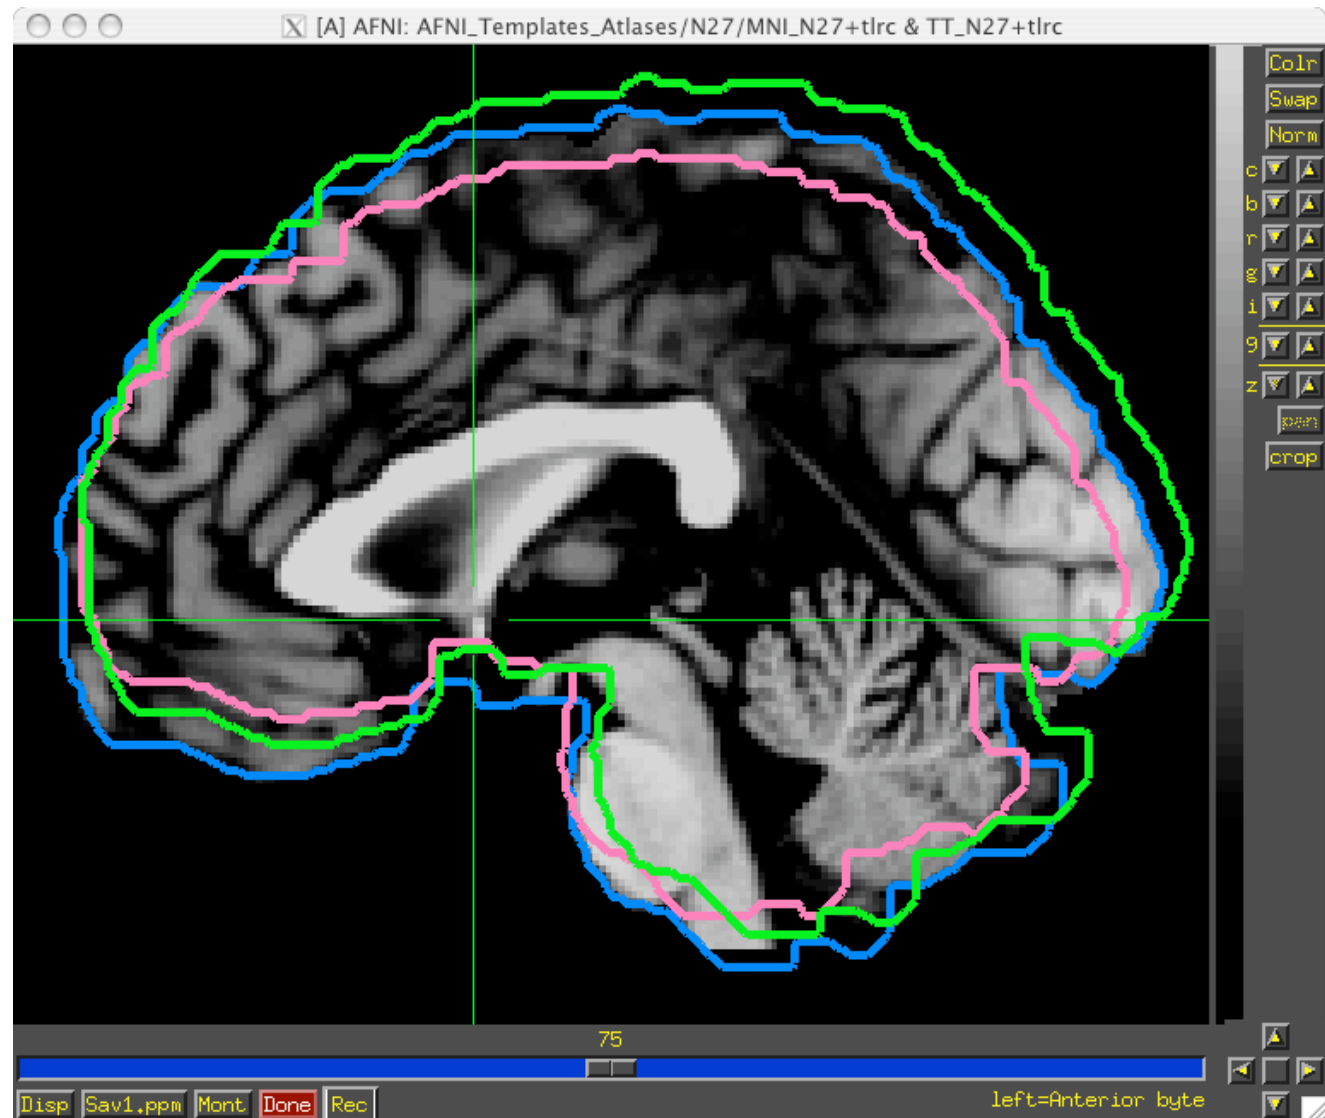 [A] AFNI: AFNI_Templates_Atlases/N27/MNI_N27+tlrc & TT_N27+tlrc
Colr
Swap
Norm
c
b
r
g
i
9
z
pan
crop
75
left=Anterior byte
Disp Sav1.ppm Mont Done Rec